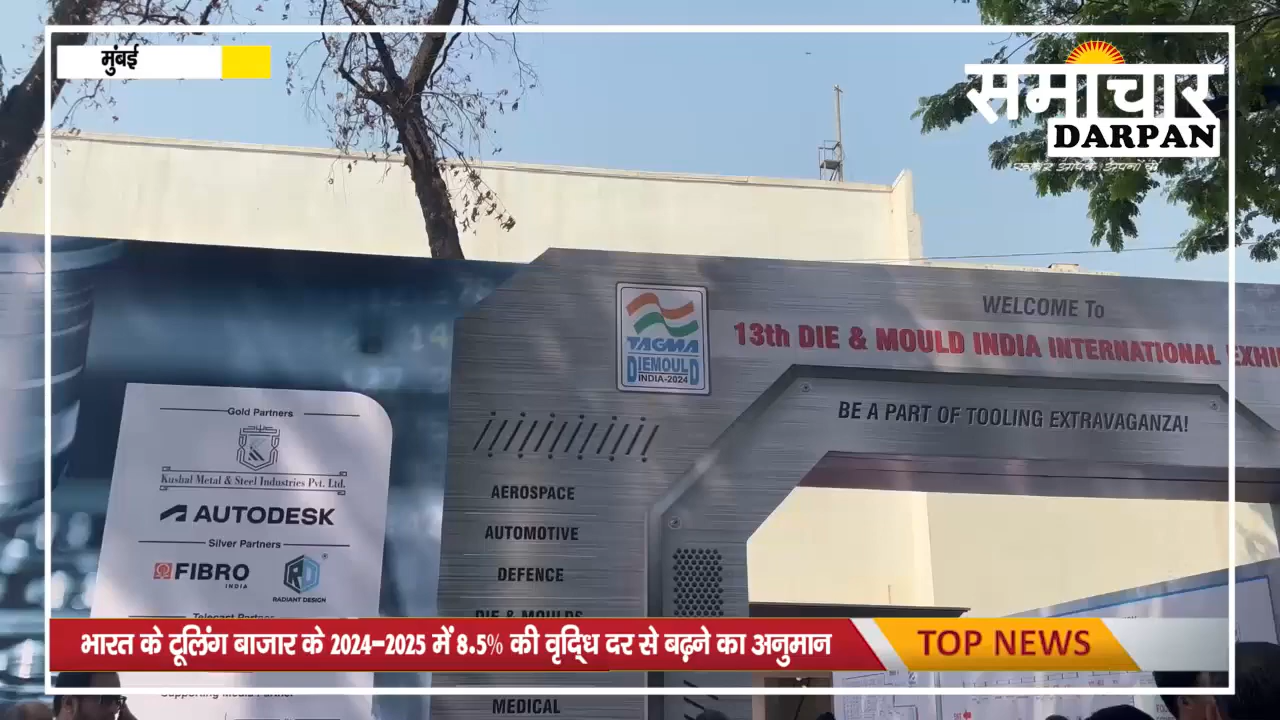 मुंबई
समाचार
DARPAN
WELCOME To
13th DIE & MOULD INDIA INTERNATIONAL
TAGMA
DIEMOULD
INDIA-2024
BE A PART OF TOOLING EXTRAVAGANZA!
Gold Partners
Kushal Metal & Steel Industries Pvt. Ltd.
AUTODESK
Silver Partners
FIBRO
INDIA
RADIANT DESIGN
AEROSPACE
AUTOMOTIVE
DEFENCE
DIE & MOULDS
भारत के टूलिंग बाजार के 2024-2025 में 8.5% की वृद्धि दर से बढ़ने का अनुमान
TOP NEWS
MEDICAL